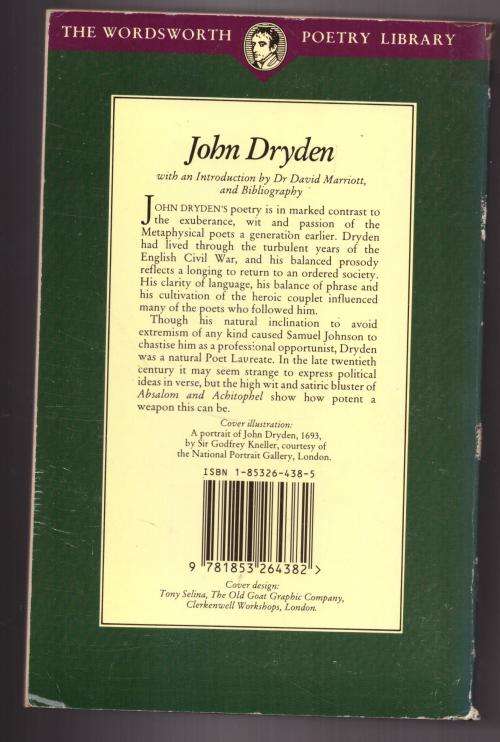 THE WORDSWORTH POETRY LIBRARY
John Dryden
with an Introduction by Dr David Marriott,
and Bibliography
JOHN DRYDEN'S poetry is in marked contrast to
the exuberance, wit and passion of the
Metaphysical poets a generation earlier. Dryden
had lived through the turbulent years of the
English Civil War, and his balanced prosody
reflects a longing to return to an ordered society.
His clarity of language, his balance of phrase and
his cultivation of the heroic couplet influenced
many of the poets who followed him.
Though his natural inclination to avoid
extremism of any kind caused Samuel Johnson to
chastise him as a professional opportunist, Dryden
was a natural Poet Laureate. In the late twentieth
century it may seem strange to express political
ideas in verse, but the high wit and satiric bluster of
Absalom and Achitophel show how potent a
weapon this can be.
Cover illustration:
A portrait of John Dryden, 1693,
by Sir Godfrey Kneller, courtesy of
the National Portrait Gallery, London.
ISBN 1-85326-438-5
9 781853 264382 >
Cover design:
Tony Selina, The Old Goat Graphic Company,
Clerkenwell Workshops, London.